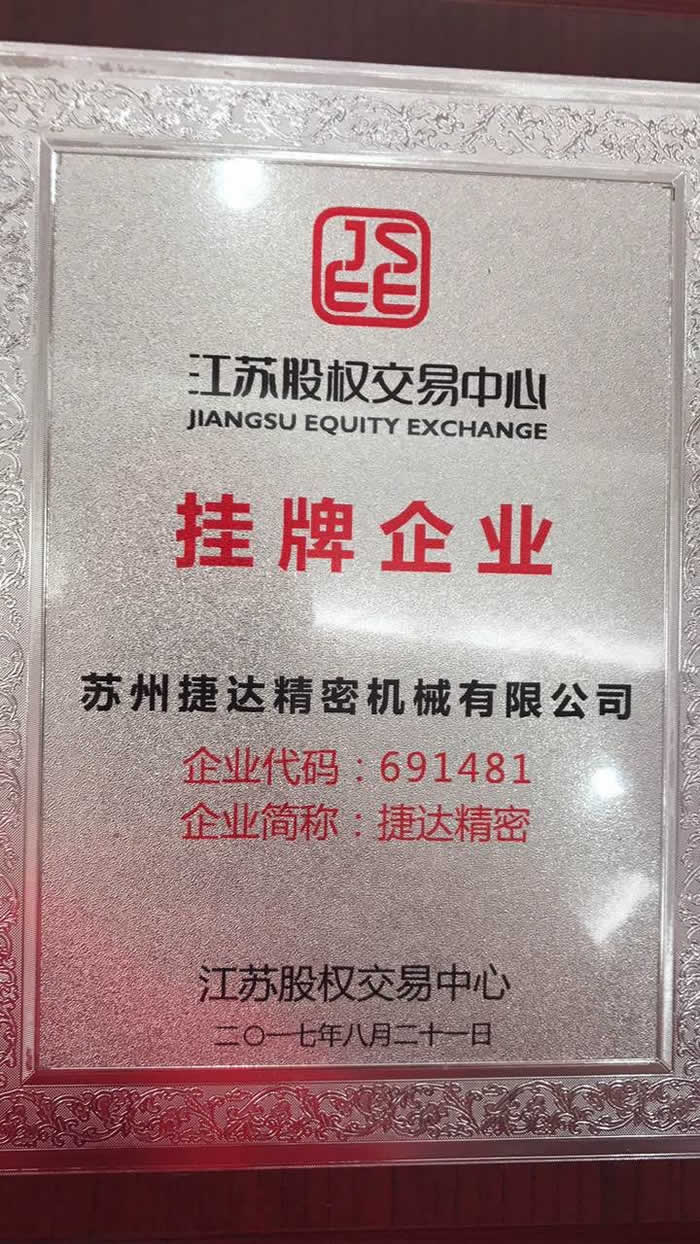 JS
EE
江苏股权交易中心
JIANGSU EQUITY EXCHANGE
挂牌企业
苏州捷达精密机械有限公司
企业代码：691481
企业简称：捷达精密
江苏股权交易中心
二〇一七年八月二十一日